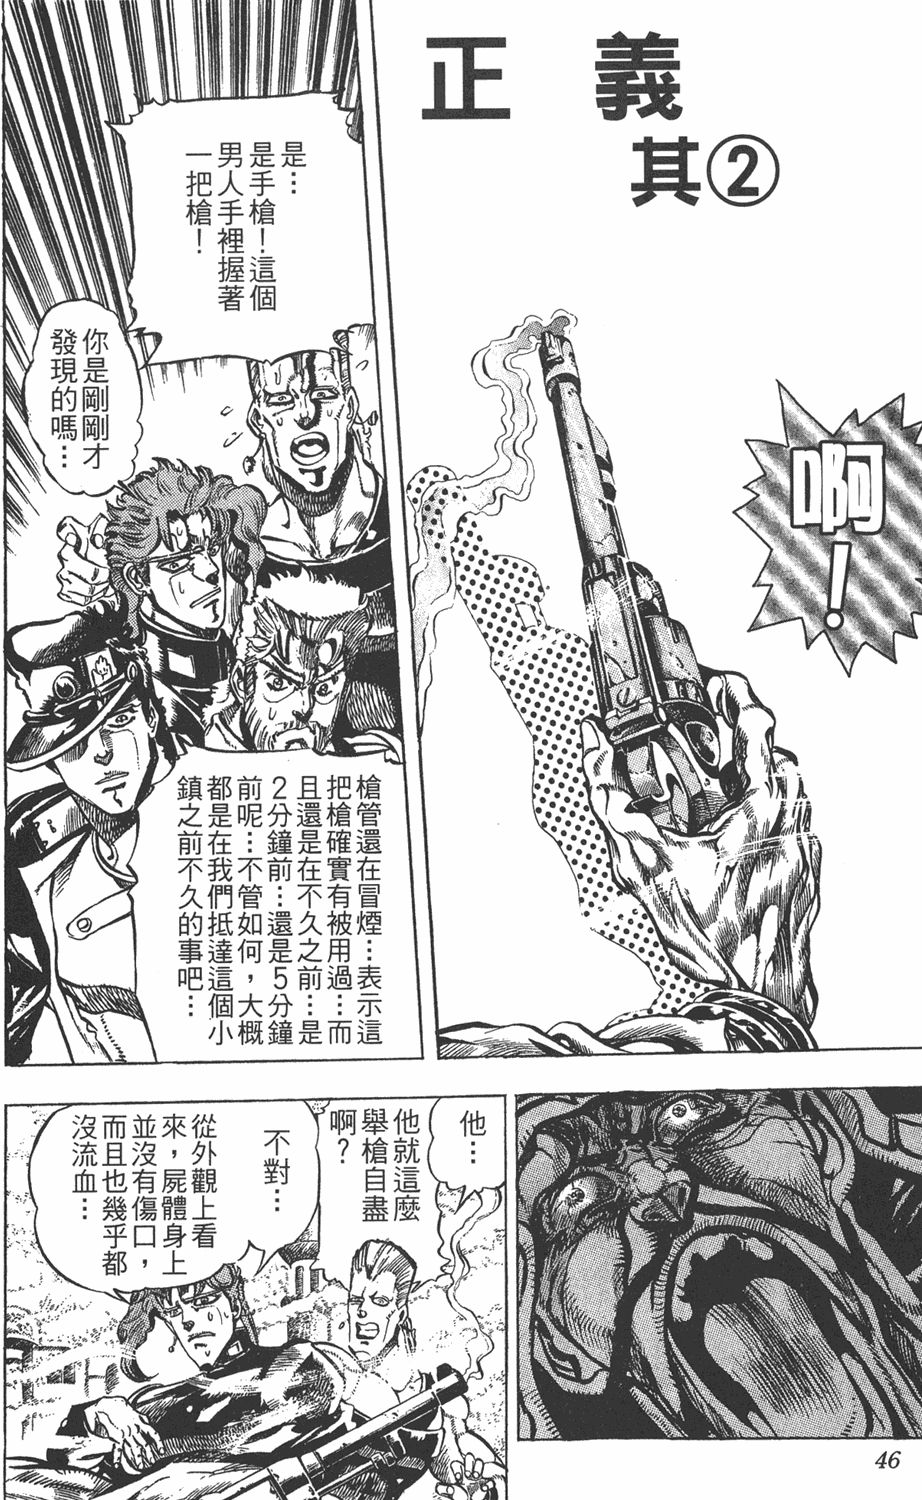 正義
其②
啊！
是…
是手槍！這個
男人手裡握著
一把槍！
你是剛剛才
發現的嗎…
槍管還在冒煙…表示這
把槍確實有被用過…而
且還是在不久之前…是
2分鐘前…還是5分鐘
前呢…不管如何，大概
都是在我們抵達這個小
鎮之前不久的事吧…
他…
他就這麼
舉槍自盡
啊？
不對…
從外觀上看
來，屍體身上
並沒有傷口，
而且也幾乎都
沒流血…
46